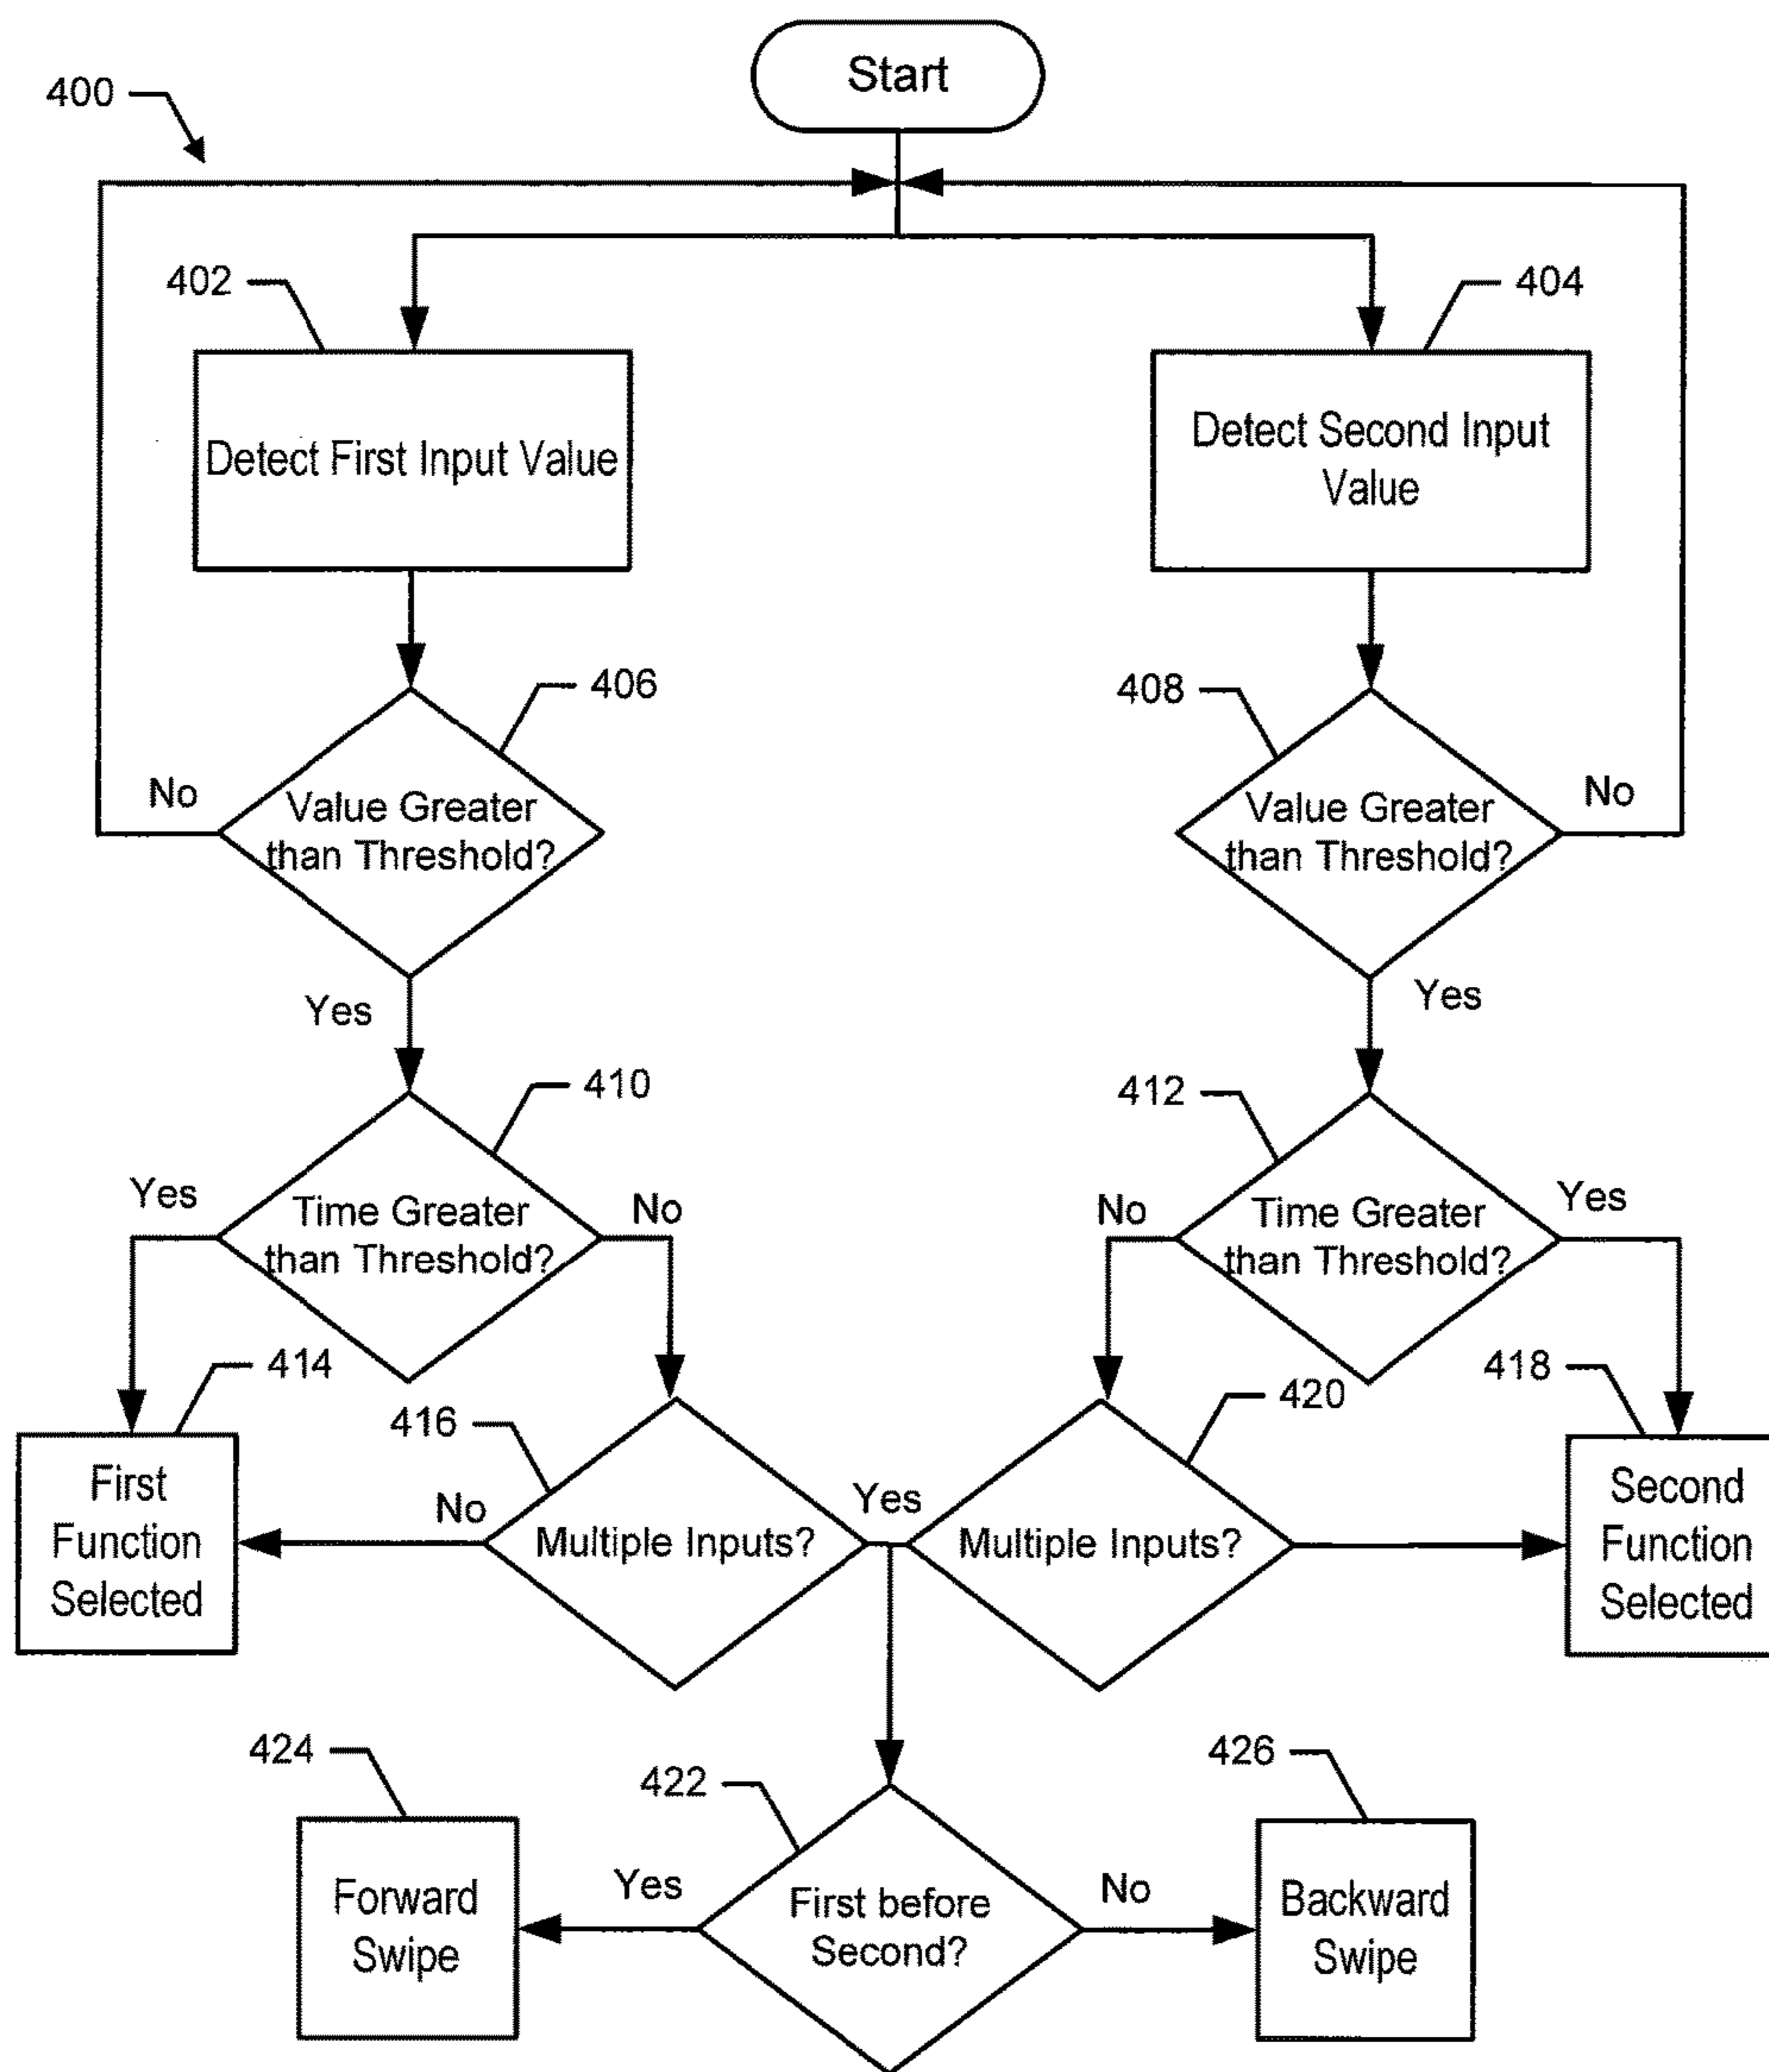 Start
400
402
404
Detect First Input Value
Detect Second Input
Value
406
408
No
Value Greater
than Threshold?
Value Greater
than Threshold?
No
Yes
Yes
410
412
Yes
Time Greater
than Threshold?
No
No
Time Greater
than Threshold?
Yes
414
416
420
418
First
Function
Selected
No
Multiple Inputs?
Yes
Multiple Inputs?
Second
Function
Selected
424
422
426
Forward
Swipe
Yes
First before
Second?
No
Backward
Swipe